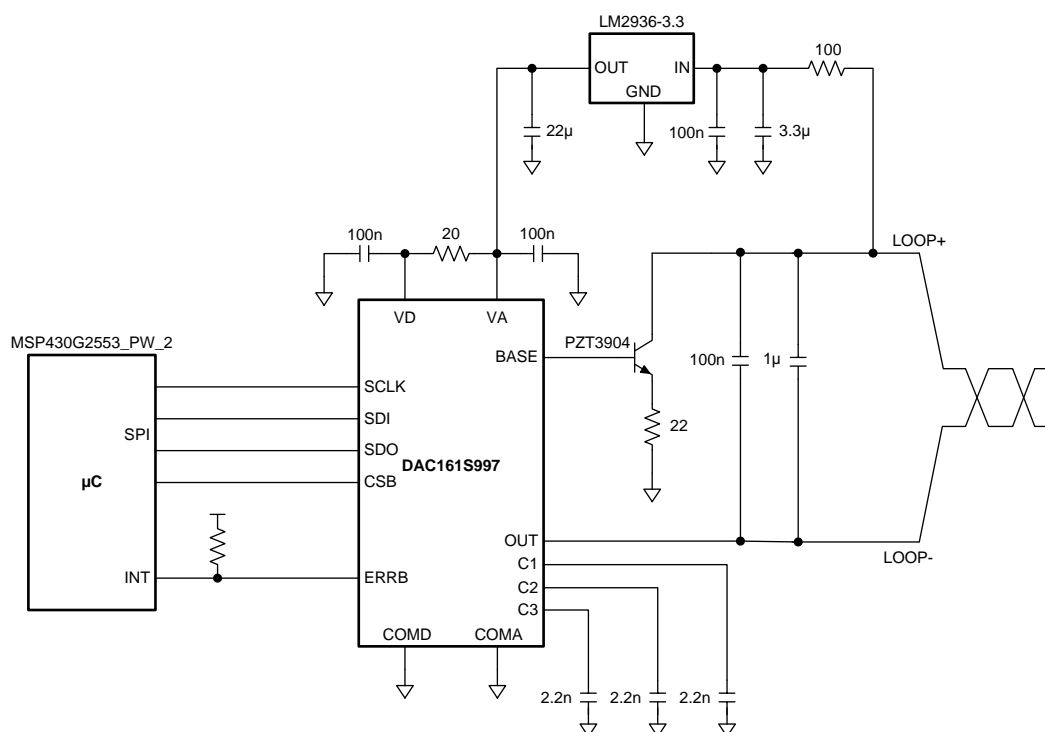 LM2936-3.3
OUT
IN
GND
100
22µ
100n
3.3µ
100n
20
100n
LOOP+
VD
VA
MSP430G2553_PW_2
BASE
PZT3904
100n
1µ
SCLK
SDI
SPI
SDO
22
µC
DAC161S997
CSB
OUT
LOOP-
C1
INT
ERRB
C2
C3
COMD
COMA
2.2n
2.2n
2.2n